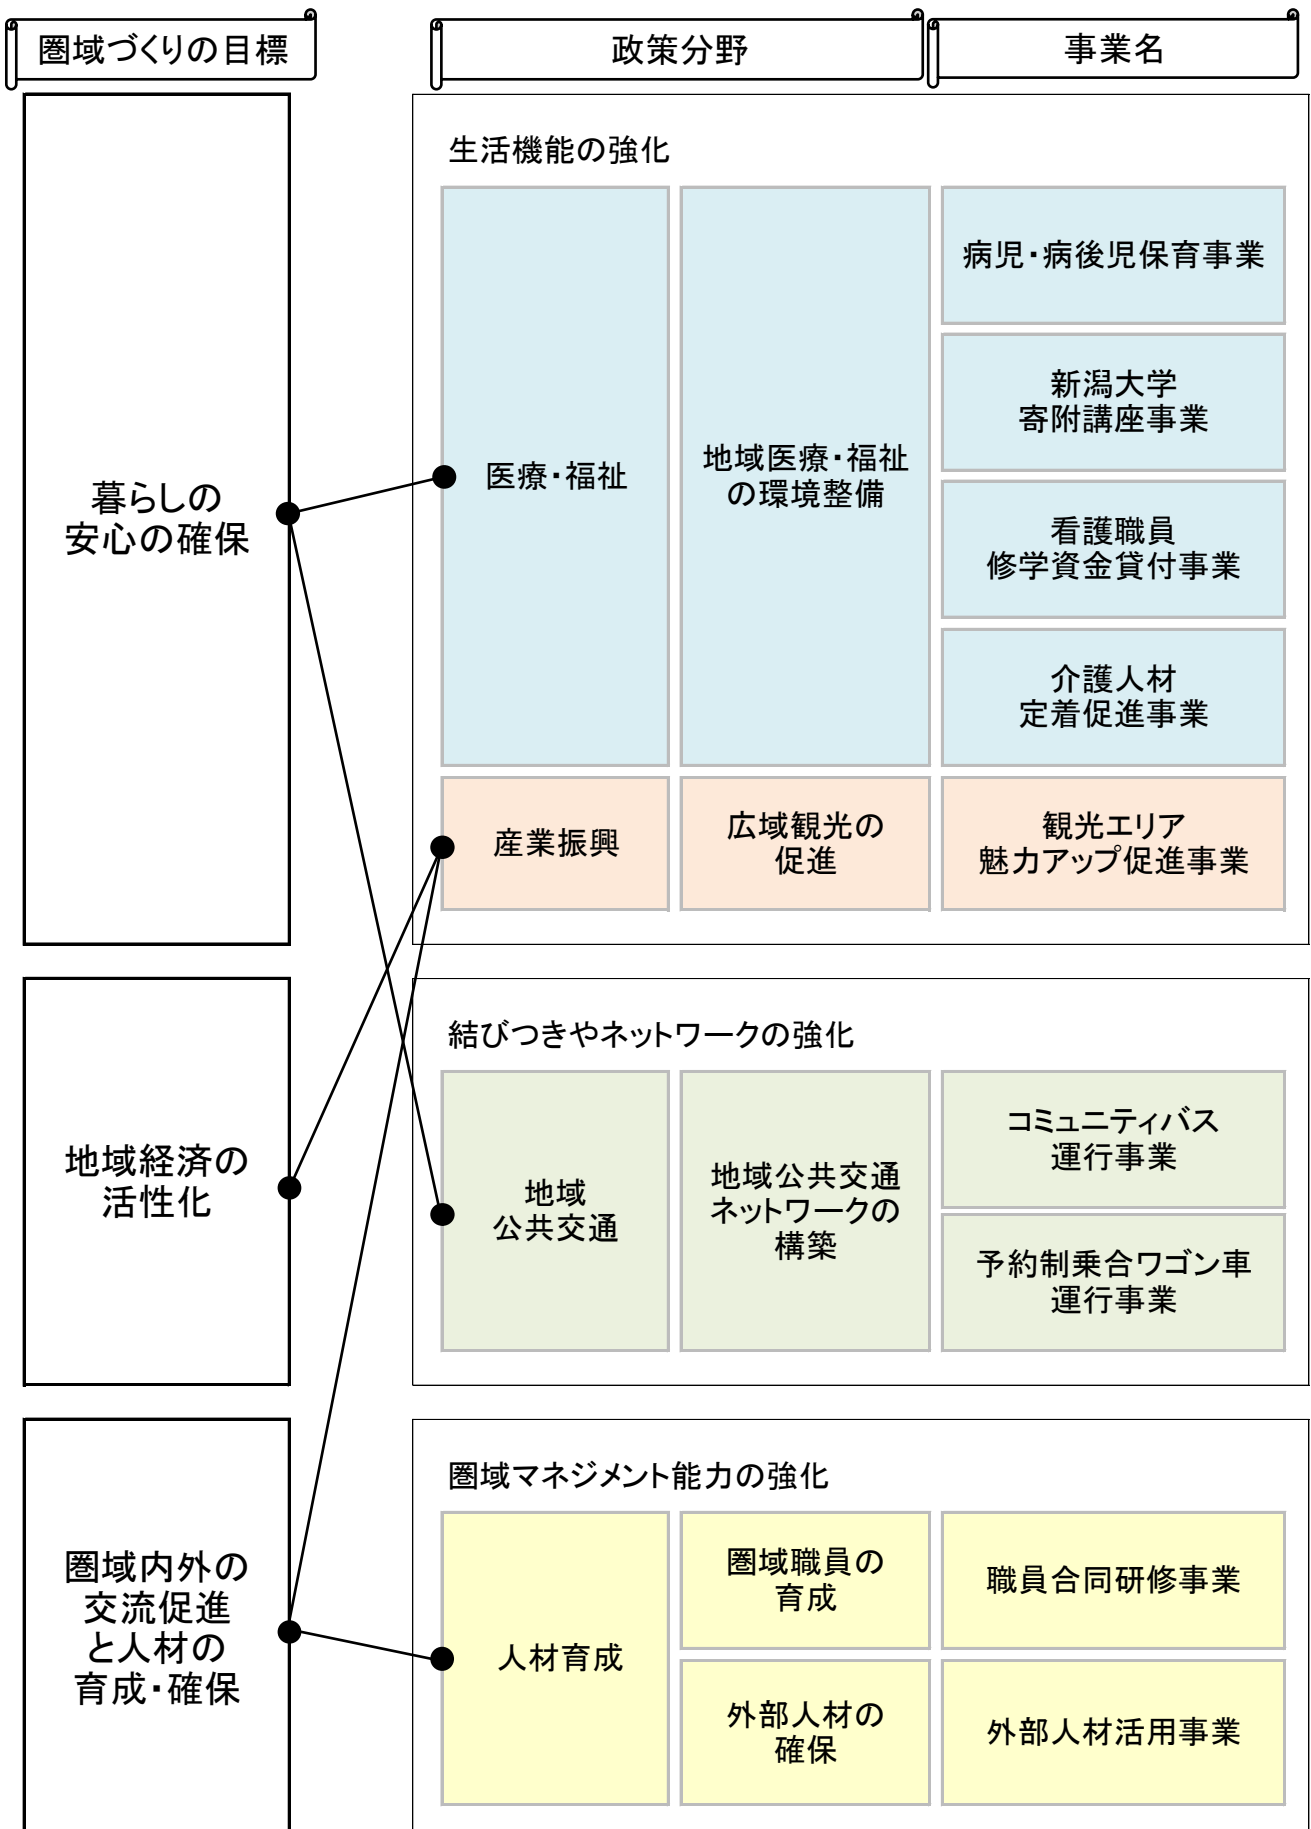 圏域づくりの目標
政策分野
事業名
暮らしの
安心の確保
生活機能の強化
医療・福祉
地域医療・福祉
の環境整備
病児・病後児保育事業
新潟大学
寄附講座事業
看護職員
修学資金貸付事業
介護人材
定着促進事業
産業振興
広域観光の
促進
観光エリア
魅力アップ促進事業
地域経済の
活性化
結びつきやネットワークの強化
地域
公共交通
地域公共交通
ネットワークの
構築
コミュニティバス
運行事業
予約制乗合ワゴン車
運行事業
圏域内外の
交流促進
と人材の
育成・確保
圏域マネジメント能力の強化
人材育成
圏域職員の
育成
職員合同研修事業
外部人材の
確保
外部人材活用事業